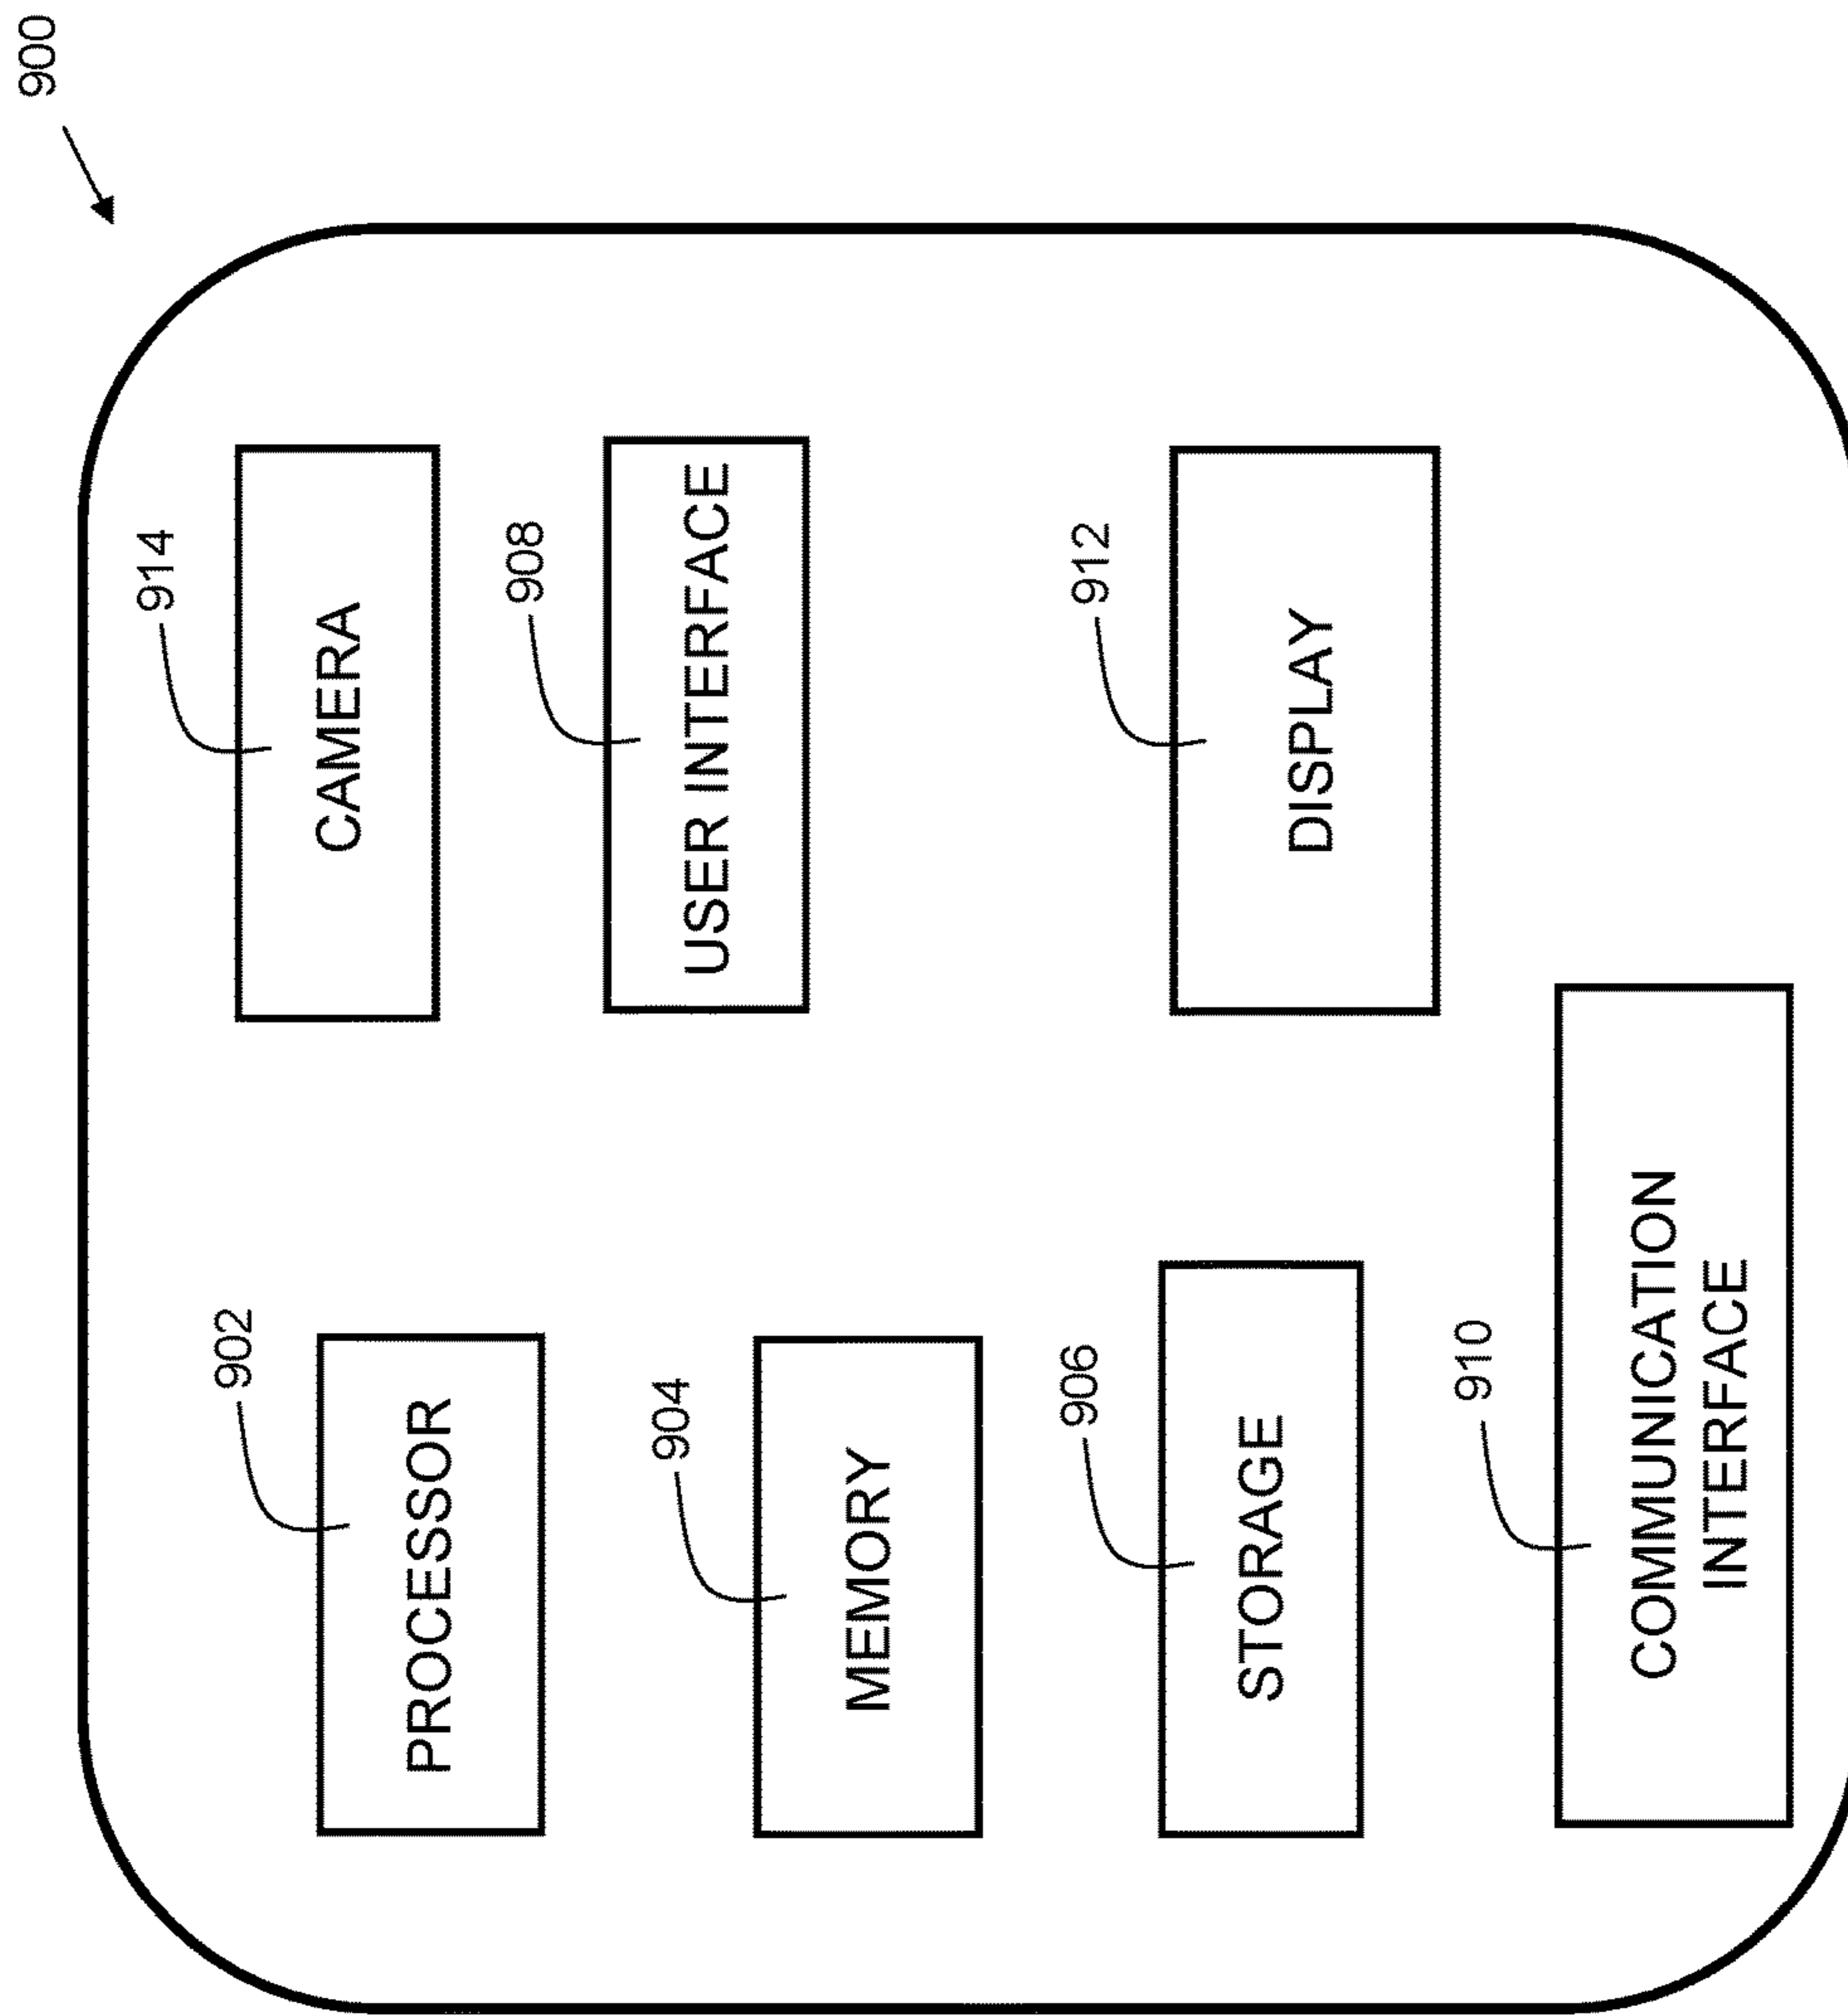 900
914
CAMERA
902
PROCESSOR
908
USER INTERFACE
904
MEMORY
912
DISPLAY
906
STORAGE
910
COMMUNICATION
INTERFACE